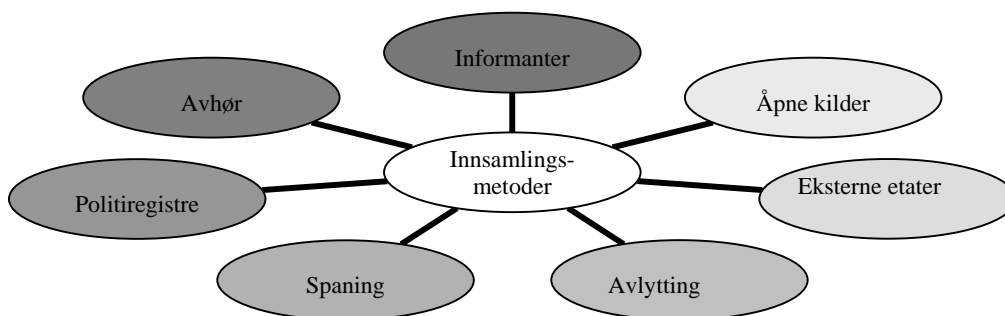 Informanter
Avhør
Åpne kilder
Innsamlings-
metoder
Politiregistre
Eksterne etater
Spaning
Avlytting